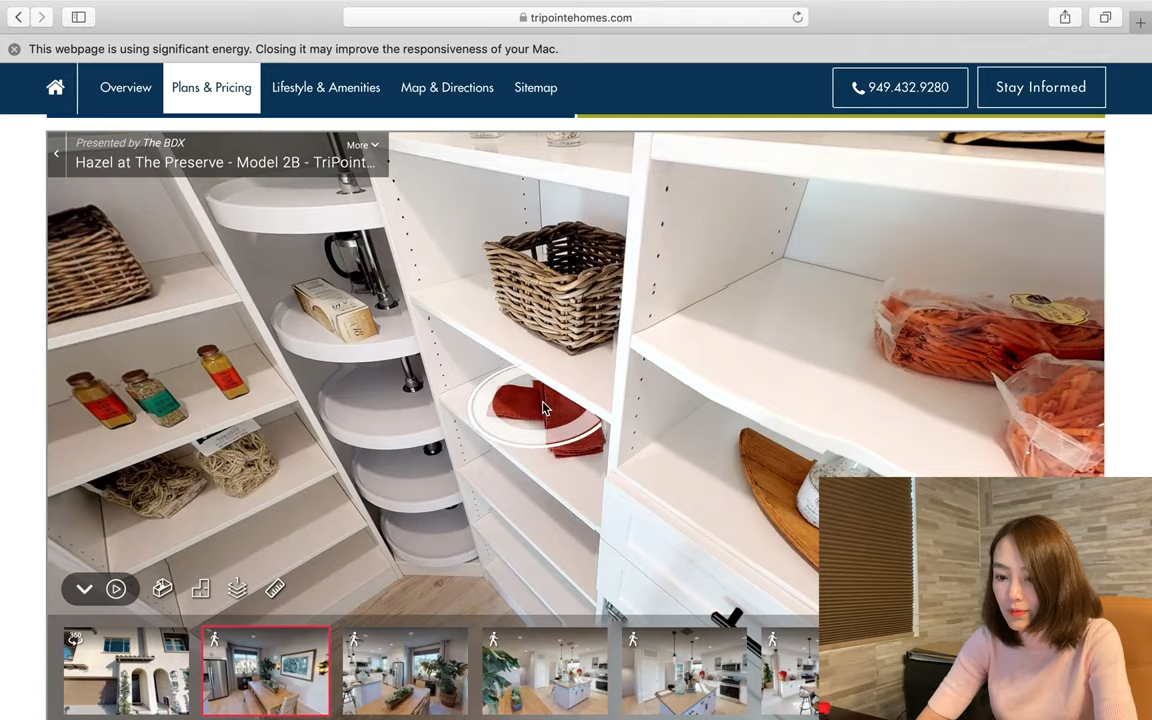 tripointehomes.com
This webpage is using significant energy. Closing it may improve the responsiveness of your Mac.
Overview
Plans & Pricing
Lifestyle & Amenities
Map & Directions
Sitemap
949.432.9280
Stay Informed
Presented by The BDX
More
Hazel at The Preserve - Model 2B - TriPoint...
360